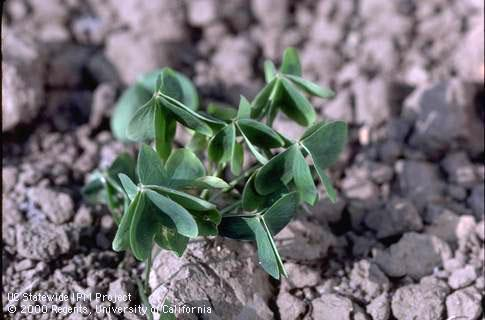 UC Statewide IPM Project
© 2000 Regents, University of California